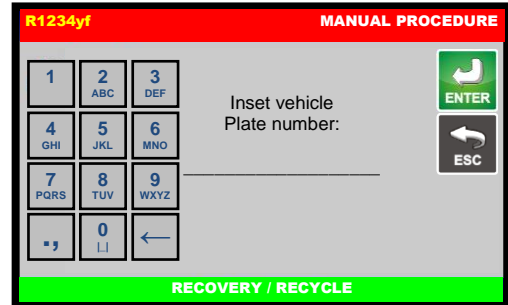 R1234yf MANUAL PROCEDURE
1 2 3
ABC DEF
ENTER
Inset vehicle
Plate number:
4 5 6
GHI JKL MNO
ESC
7 8 9
PQRS TUV WXYZ
., 0 ←
RECOVERY / RECYCLE